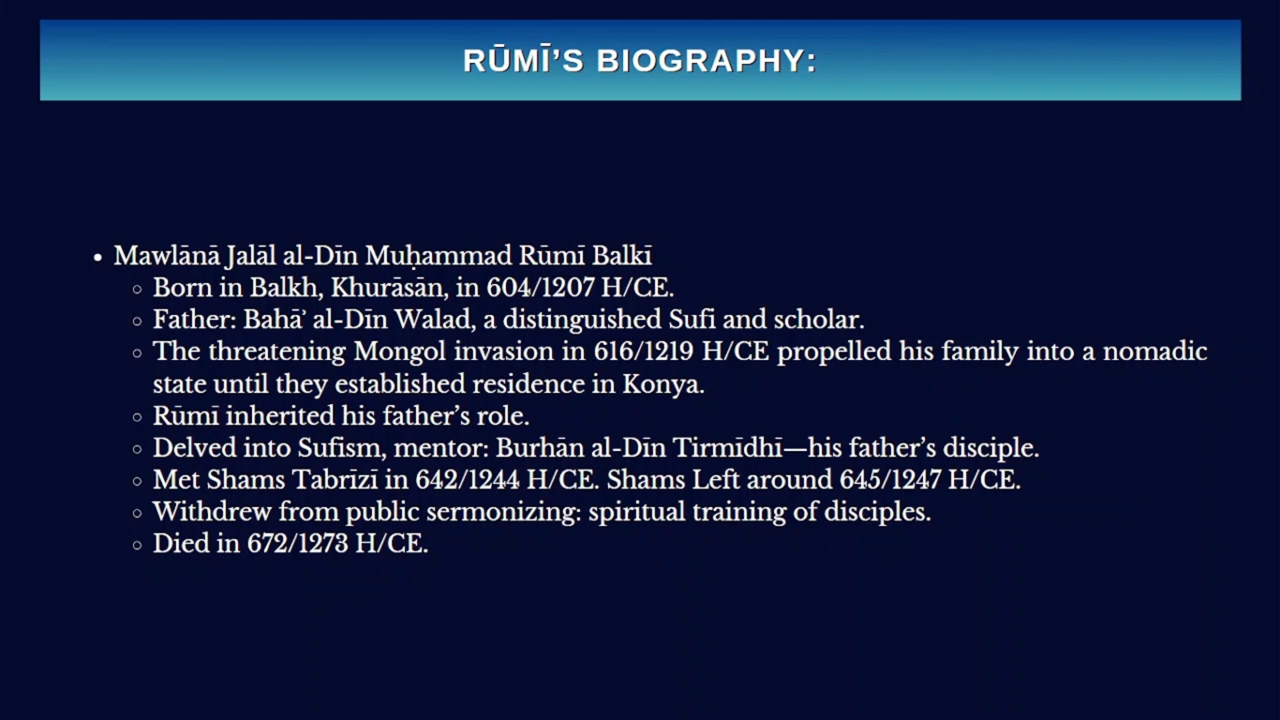 RŪMĪ’S BIOGRAPHY:
• Mawlānā Jalāl al-Dīn Muḥammad Rūmī Balkī
◦ Born in Balkh, Khurāsān, in 604/1207 H/CE.
◦ Father: Bahāʾ al-Dīn Walad, a distinguished Sufi and scholar.
◦ The threatening Mongol invasion in 616/1219 H/CE propelled his family into a nomadic
state until they established residence in Konya.
◦ Rūmī inherited his father’s role.
◦ Delved into Sufism, mentor: Burhān al-Dīn Tirmīdhī—his father’s disciple.
◦ Met Shams Tabrīzī in 642/1244 H/CE. Shams Left around 645/1247 H/CE.
◦ Withdrew from public sermonizing: spiritual training of disciples.
◦ Died in 672/1273 H/CE.